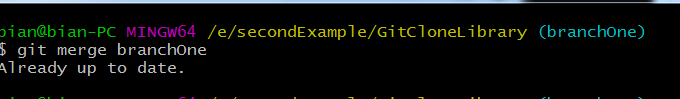 bian@bian-PC MINGW64 /e/secondExample/GitCloneLibrary (branchOne)
$ git merge branchOne
Already up to date.